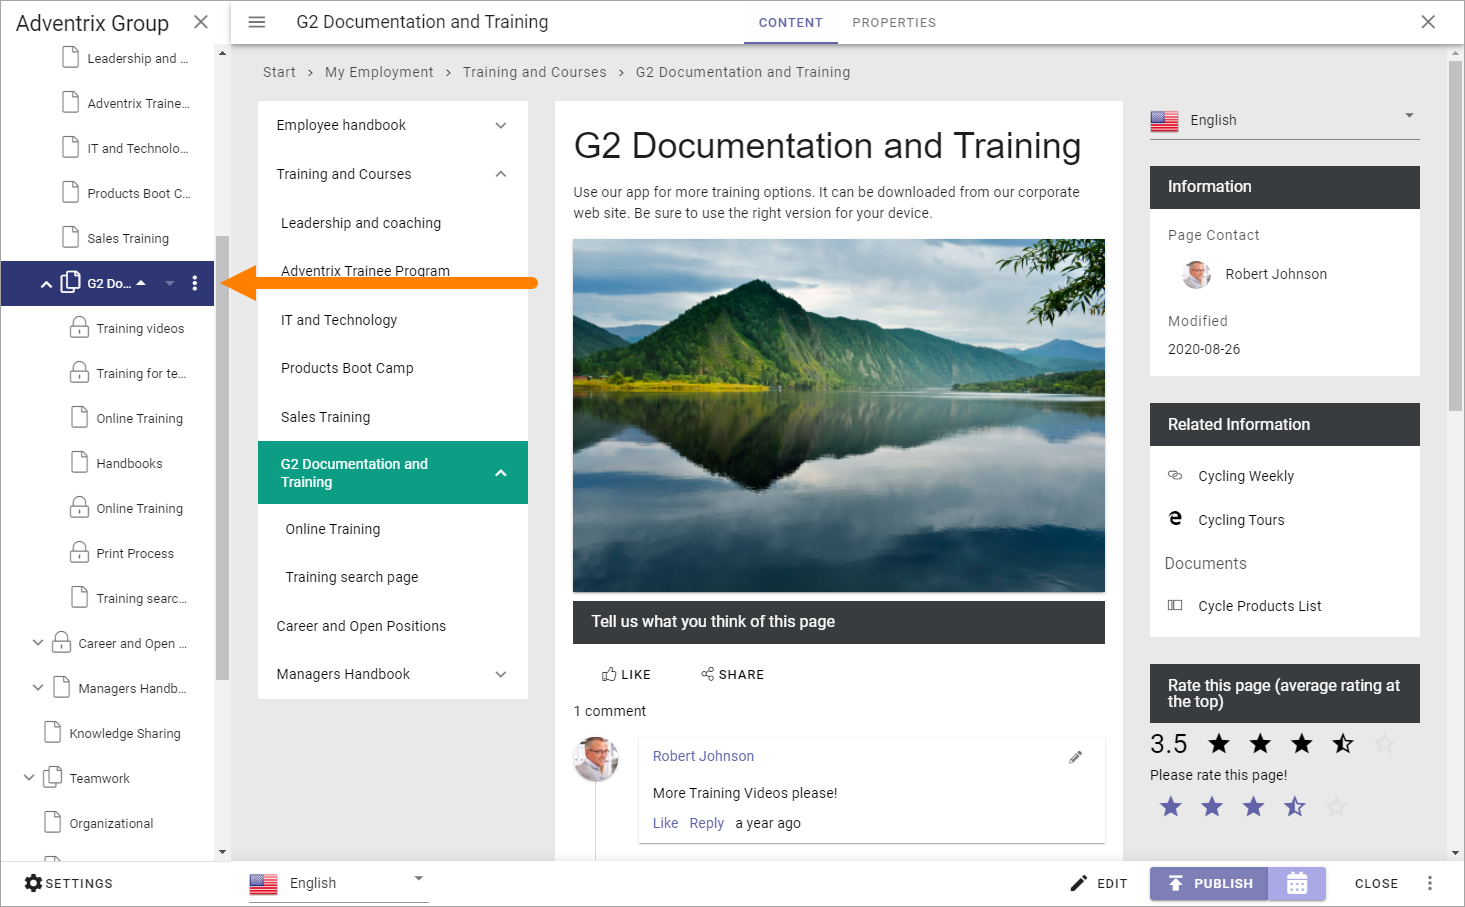 Adventrix Group
G2 Documentation and Training
CONTENT
PROPERTIES
Leadership and ...
Adventrix Traine...
IT and Technolo...
Products Boot C...
Sales Training
G2 Do...
Training videos
Training for te...
Online Training
Handbooks
Online Training
Print Process
Training searc...
Career and Open ...
Managers Handb...
Knowledge Sharing
Teamwork
Organizational
SETTINGS
Start > My Employment > Training and Courses > G2 Documentation and Training
Employee handbook
Training and Courses
Leadership and coaching
Adventrix Trainee Program
IT and Technology
Products Boot Camp
Sales Training
G2 Documentation and
Training
Online Training
Training search page
Career and Open Positions
Managers Handbook
G2 Documentation and Training
Use our app for more training options. It can be downloaded from our corporate
web site. Be sure to use the right version for your device.
Tell us what you think of this page
LIKE
SHARE
1 comment
Robert Johnson
More Training Videos please!
Like Reply a year ago
English
Information
Page Contact
Robert Johnson
Modified
2020-08-26
Related Information
Cycling Weekly
Cycling Tours
Documents
Cycle Products List
Rate this page (average rating at
the top)
3.5
Please rate this page!
English
EDIT
PUBLISH
CLOSE